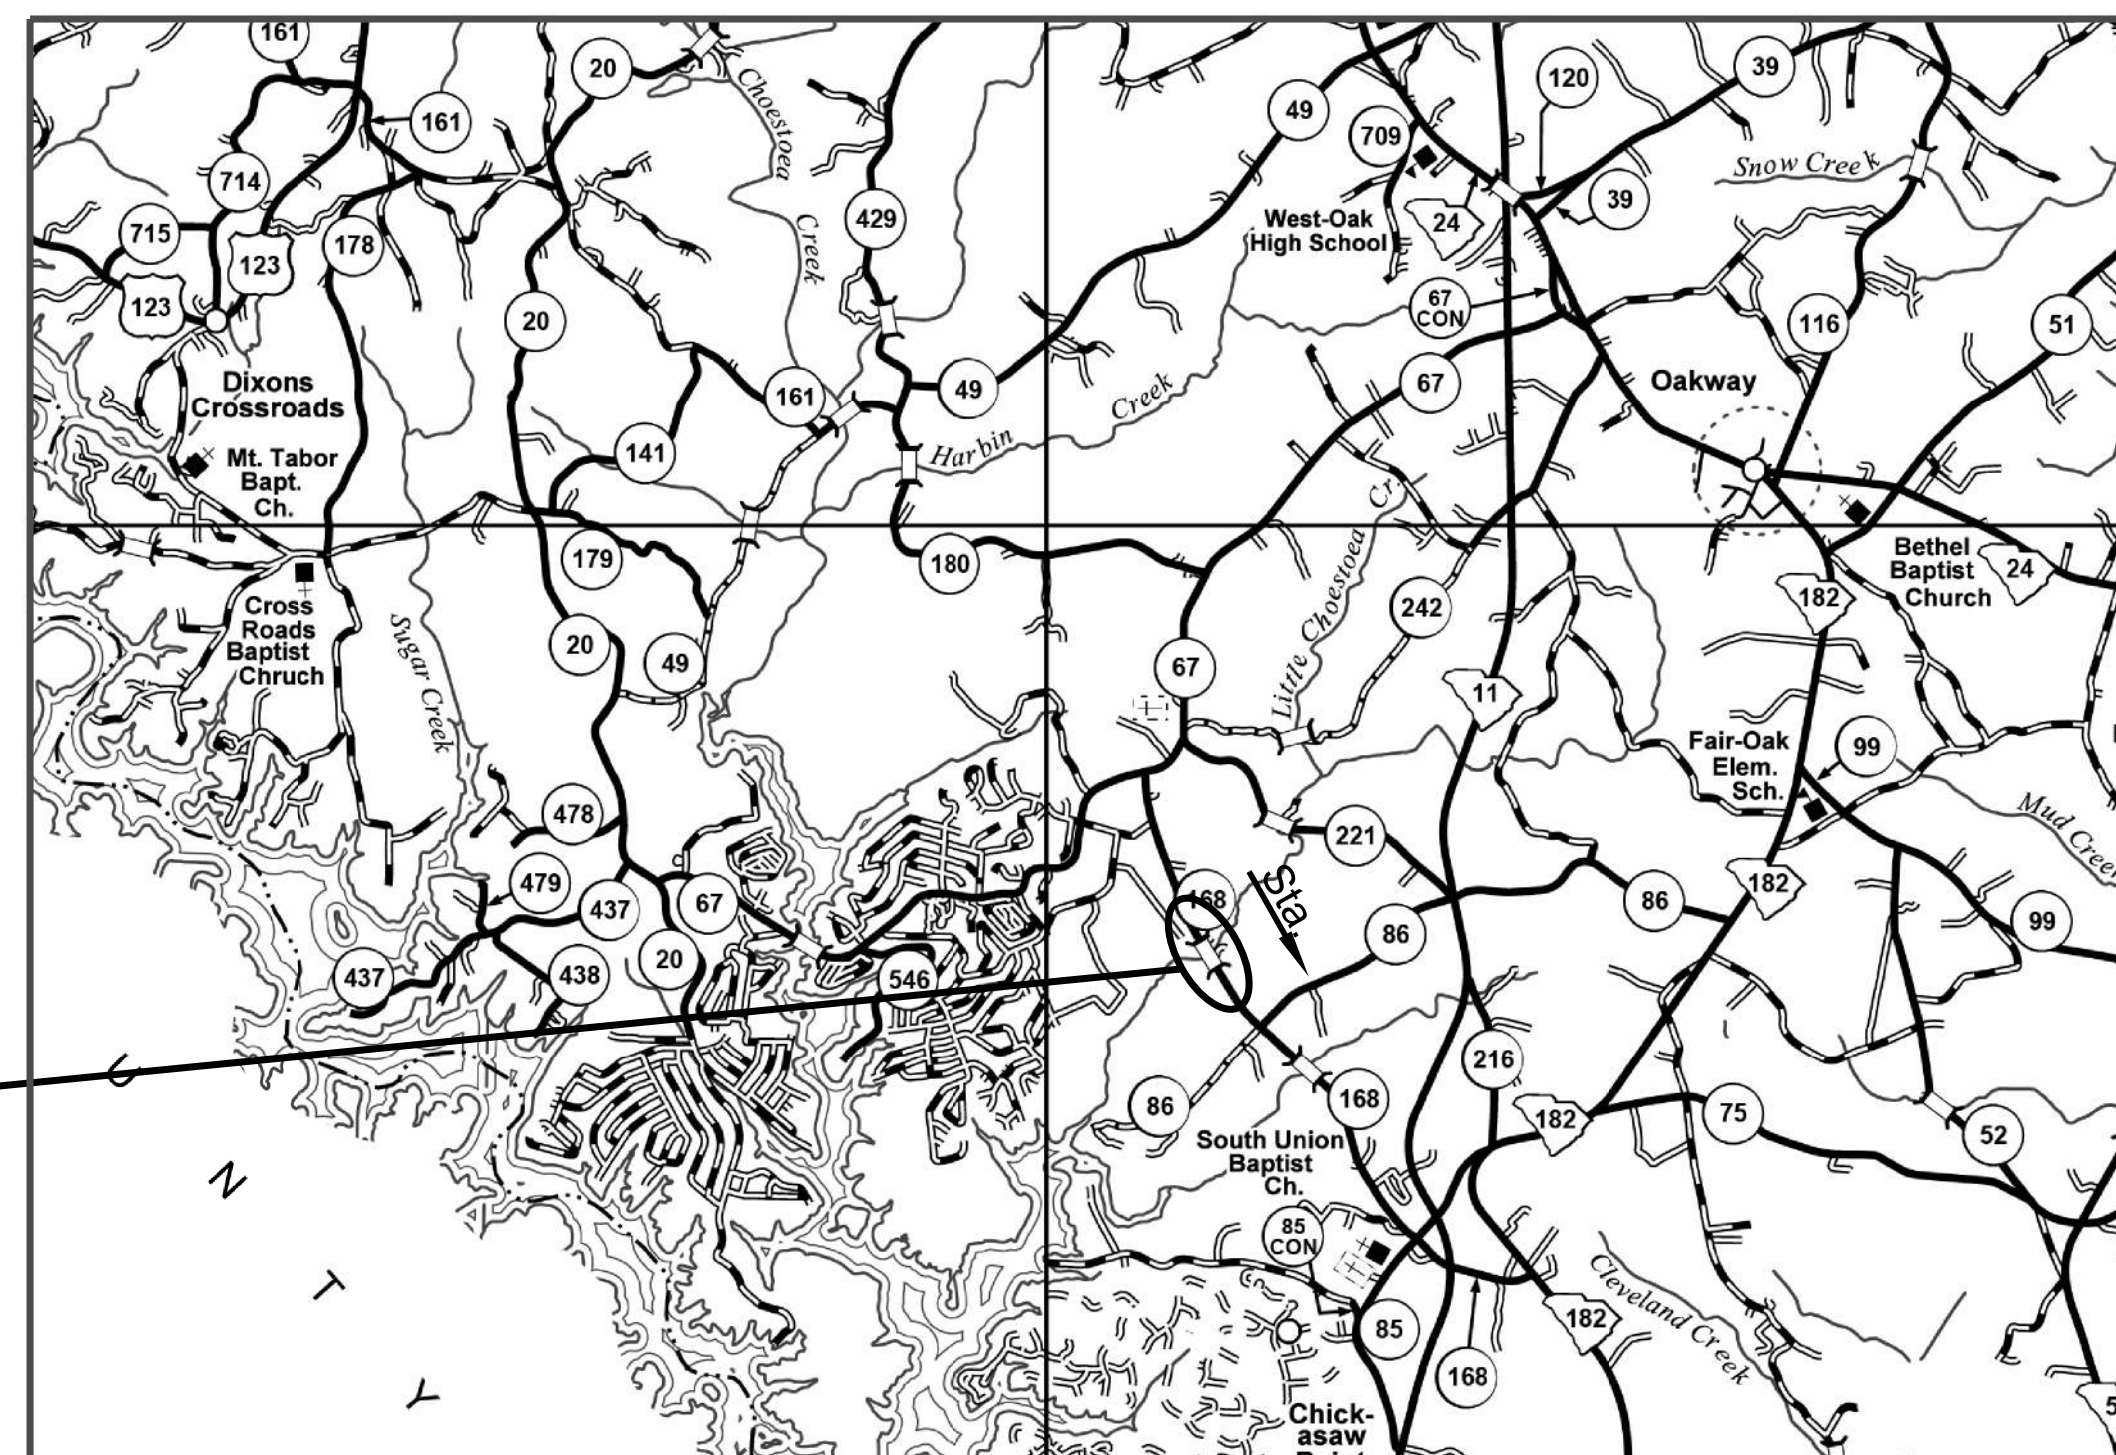 161
20
161
714
715
178
123
123
Choestoea
Creek
429
20
49
709
120
39
39
24
West-Oak
High School
Snow Creek
67
CON
116
51
Dixons
Crossroads
Mt. Tabor
Bapt.
Ch.
141
161
49
Harbin
Creek
67
Oakway
179
180
Cross
Roads
Baptist
Chruch
Sugar Creek
20
49
67
Little Choestoea Cr.
242
11
182
Bethel
Baptist
Church
24
Fair-Oak
Elem.
Sch.
99
Mud Cree
478
479
437
67
437
438
20
546
168
Sta.
221
86
86
182
99
86
168
216
182
75
52
South Union
Baptist
Ch.
85
CON
85
168
182
Cleveland Creek
Chick-
asaw
U
N
T
Y
5